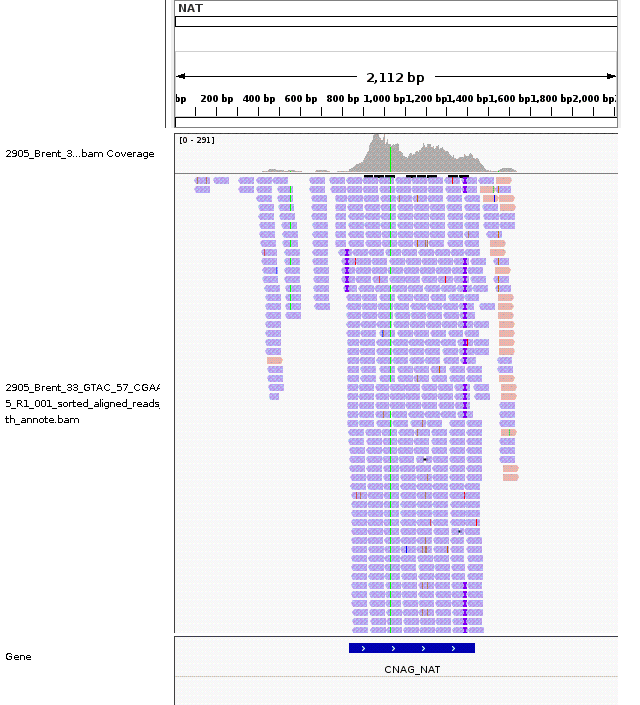 NAT
2,112 bp
bp 200 bp 400 bp 600 bp 800 bp 1,000 bp 1,200 bp 1,400 bp 1,600 bp 1,800 bp 2,000 bp 2,
[0 - 291]
2905_Brent_3...bam Coverage
2905_Brent_33_GTAC_57_CGAA
5_R1_001_sorted_aligned_reads_
th_annote.bam
Gene
CNAG_NAT